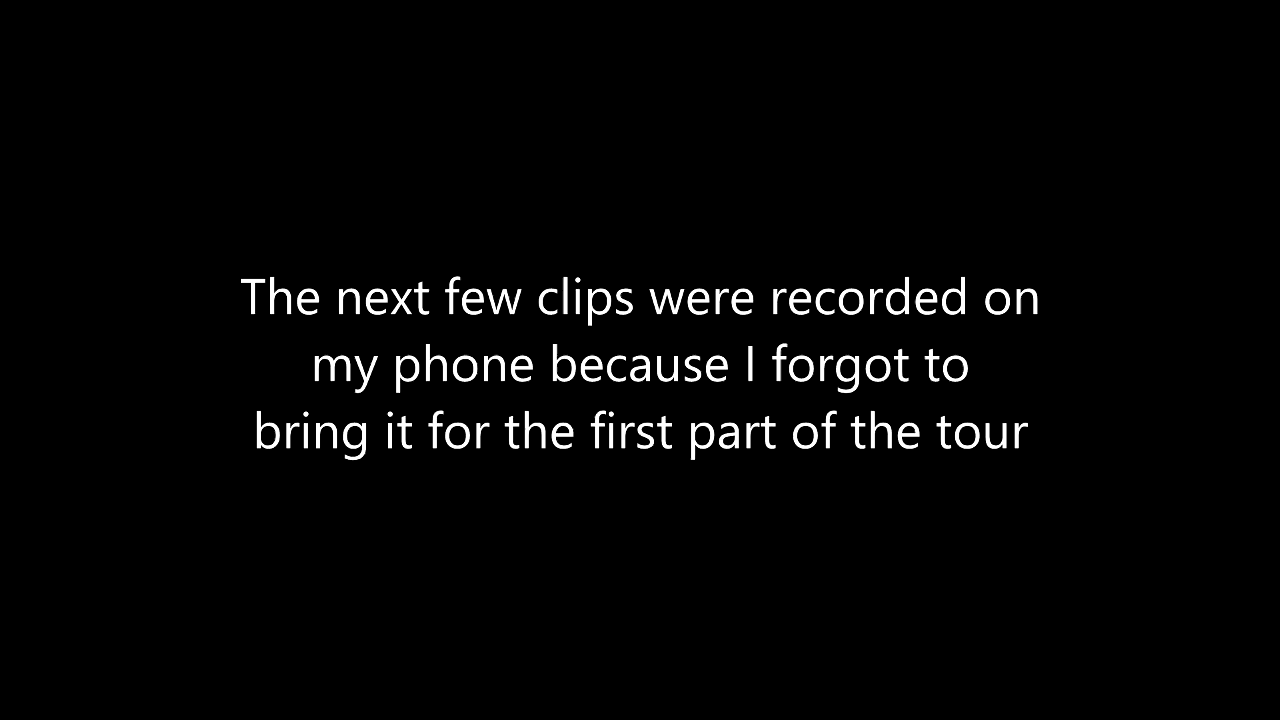 The next few clips were recorded on
my phone because I forgot to
bring it for the first part of the tour